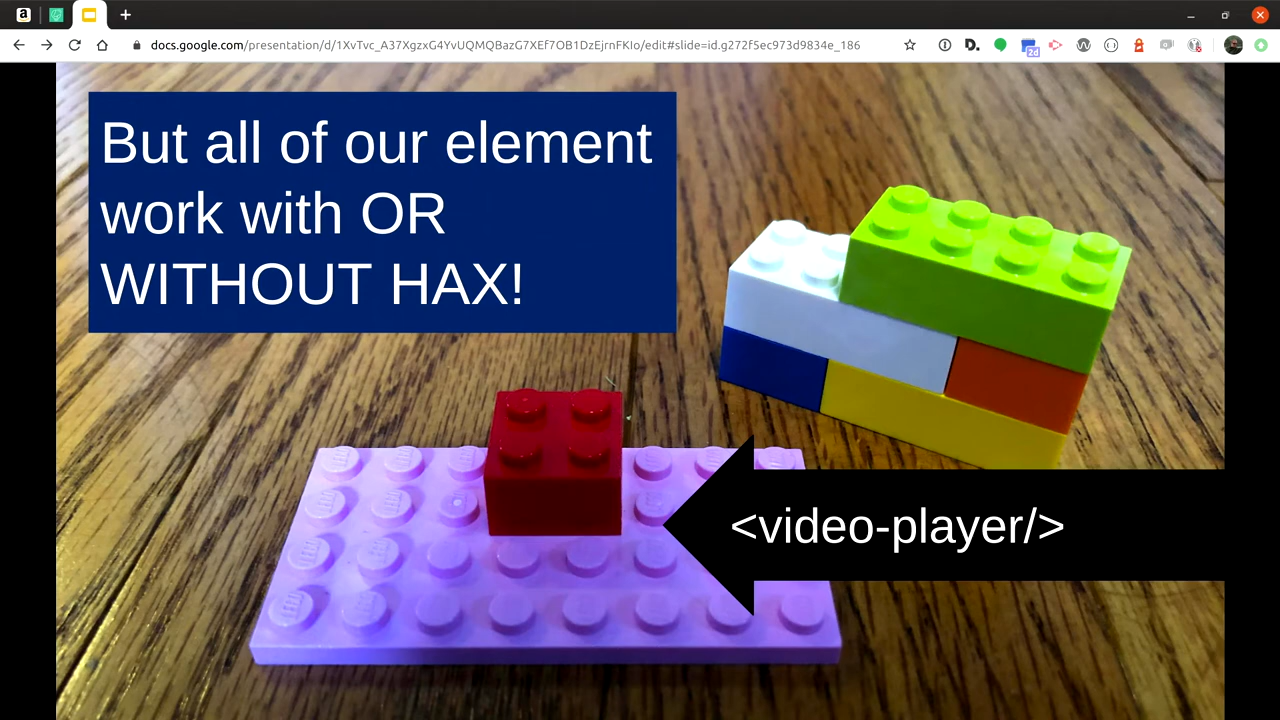 docs.google.com/presentation/d/1XvTvc_A37XgzxG4YvUQMQBazG7XEf7OB1DzEjrnFKIo/edit#slide=id.g272f5ec973d9834e_186
2d
But all of our element
work with OR
WITHOUT HAX!
<video-player/>